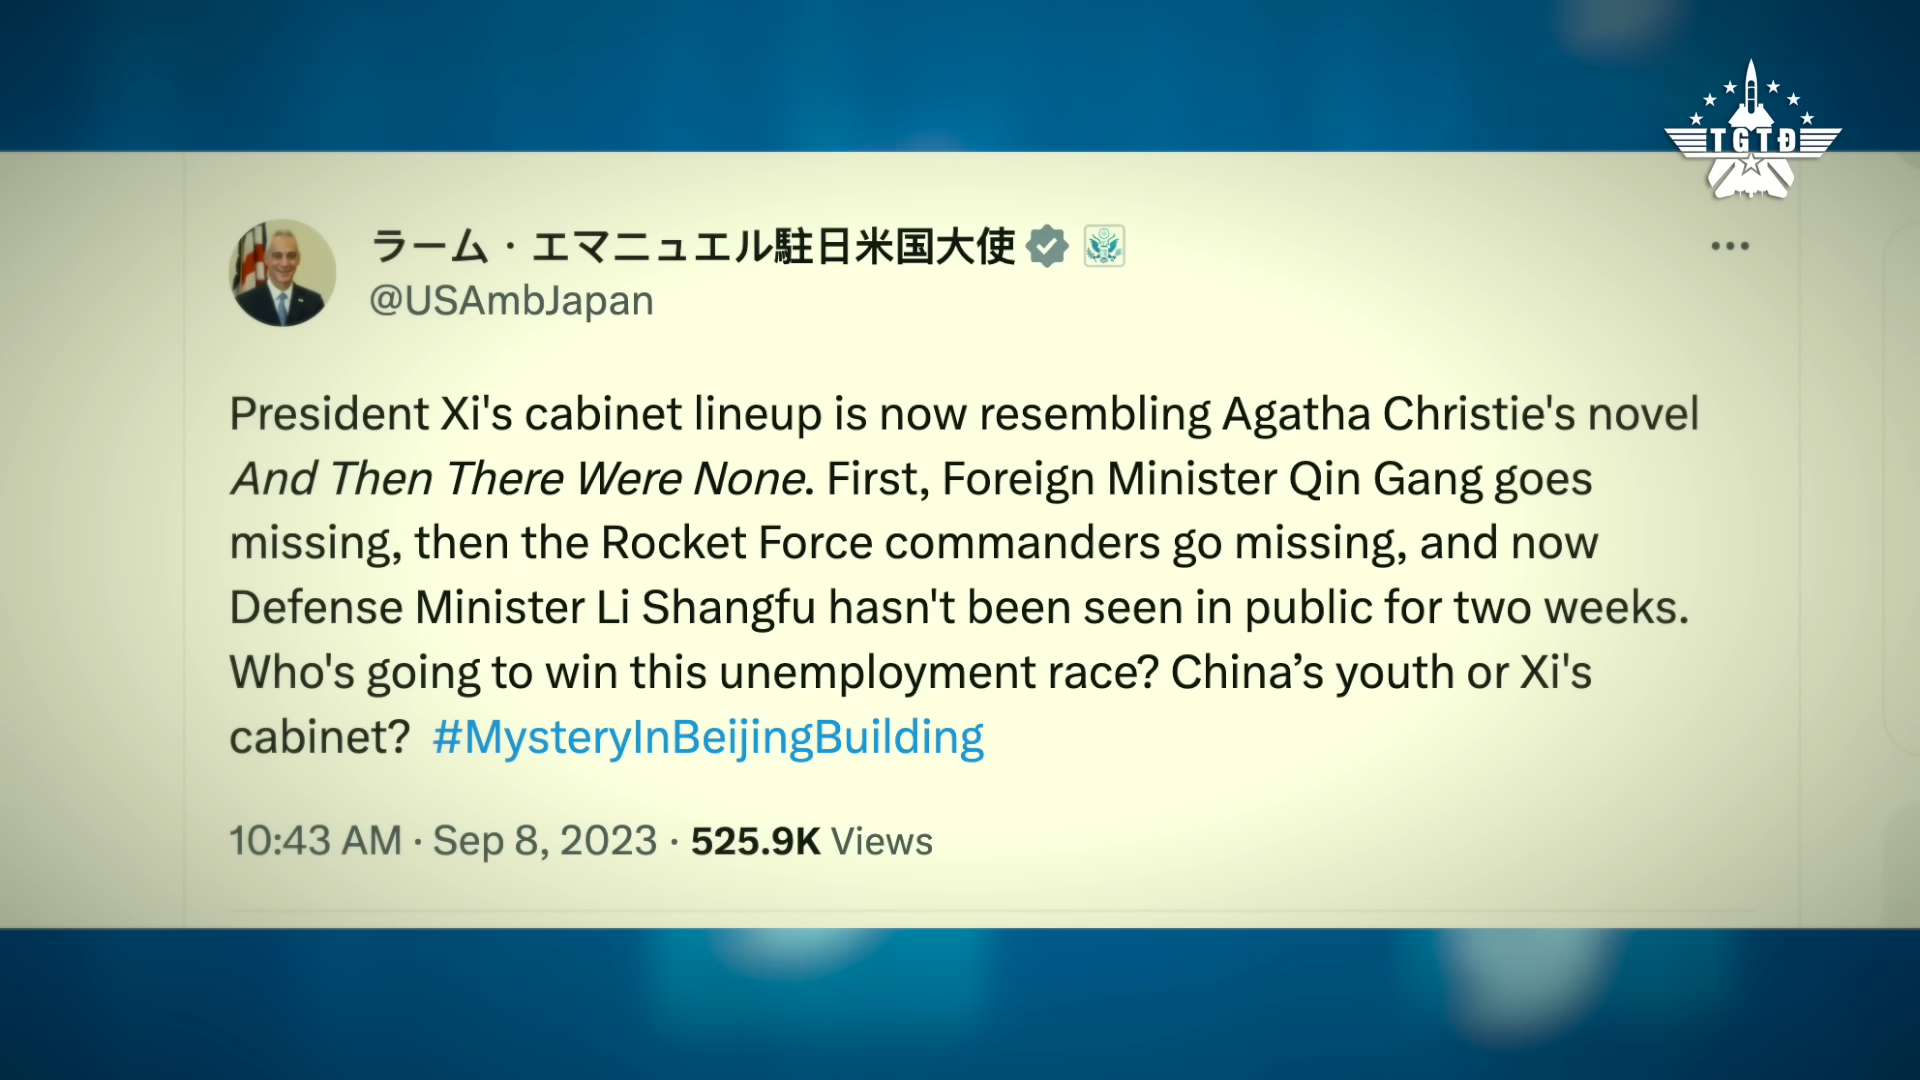 TGTĐ
ラーム・エマニュエル駐日米国大使
@USAmbJapan
President Xi's cabinet lineup is now resembling Agatha Christie's novel
And Then There Were None. First, Foreign Minister Qin Gang goes
missing, then the Rocket Force commanders go missing, and now
Defense Minister Li Shangfu hasn't been seen in public for two weeks.
Who's going to win this unemployment race? China’s youth or Xi's
cabinet? #MysteryInBeijingBuilding
10:43 AM · Sep 8, 2023 · 525.9K Views